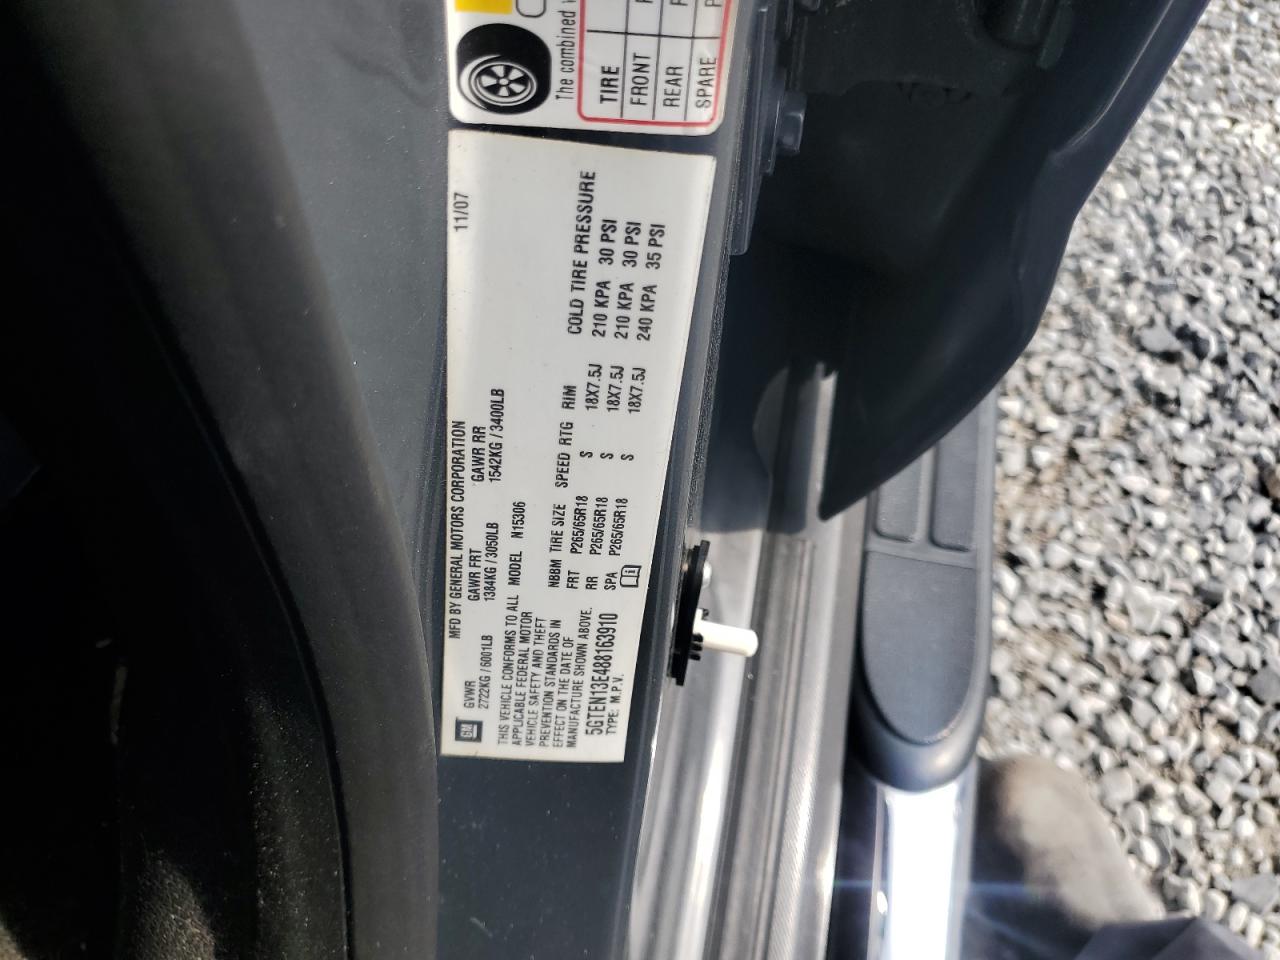 The combined
TIRE
FRONT
REAR
SPARE
MFD BY GENERAL MOTORS CORPORATION 11/07
GM GVWR GAWR FRT GAWR RR
2722KG / 6001LB 1384KG / 3050LB 1542KG / 3400LB
THIS VEHICLE CONFORMS TO ALL MODEL N15306
APPLICABLE FEDERAL MOTOR
VEHICLE SAFETY AND THEFT
PREVENTION STANDARDS IN
EFFECT ON THE DATE OF
MANUFACTURE SHOWN ABOVE.
NBBM TIRE SIZE SPEED RTG RIM COLD TIRE PRESSURE
FRT P265/65R18 S 18X7.5J 210 KPA 30 PSI
RR P265/65R18 S 18X7.5J 210 KPA 30 PSI
SPA P265/65R18 S 18X7.5J 240 KPA 35 PSI
5GTEN13E488163910
TYPE: M.P.V.